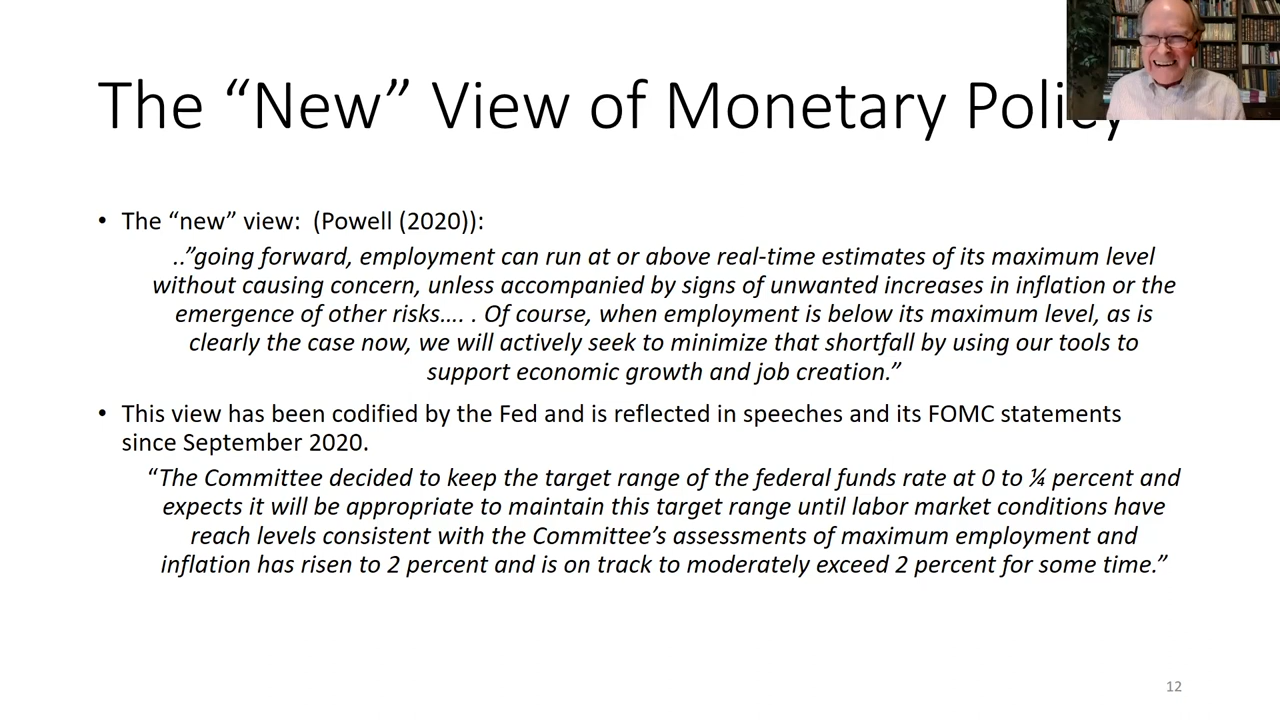 The “New” View of Monetary Policy
• The “new” view:  (Powell (2020)):
..”going forward, employment can run at or above real-time estimates of its maximum level
without causing concern, unless accompanied by signs of unwanted increases in inflation or the
emergence of other risks…. . Of course, when employment is below its maximum level, as is
clearly the case now, we will actively seek to minimize that shortfall by using our tools to
support economic growth and job creation.”
• This view has been codified by the Fed and is reflected in speeches and its FOMC statements
since September 2020.
“The Committee decided to keep the target range of the federal funds rate at 0 to ¼ percent and
expects it will be appropriate to maintain this target range until labor market conditions have
reach levels consistent with the Committee’s assessments of maximum employment and
inflation has risen to 2 percent and is on track to moderately exceed 2 percent for some time.”
12